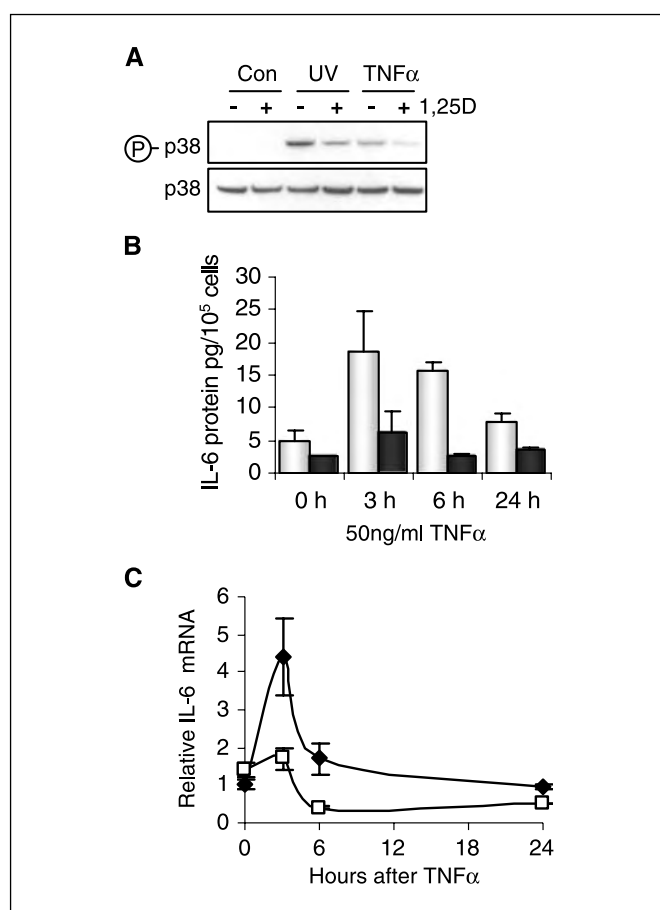 A
Con UV TNFα
- + - + - + 1,25D
P p38
p38
B
IL-6 protein pg/10⁵ cells
30
25
20
15
10
5
0
0 h 3 h 6 h 24 h
50ng/ml TNFα
C
Relative IL-6 mRNA
6
5
4
3
2
1
0
0 6 12 18 24
Hours after TNFα